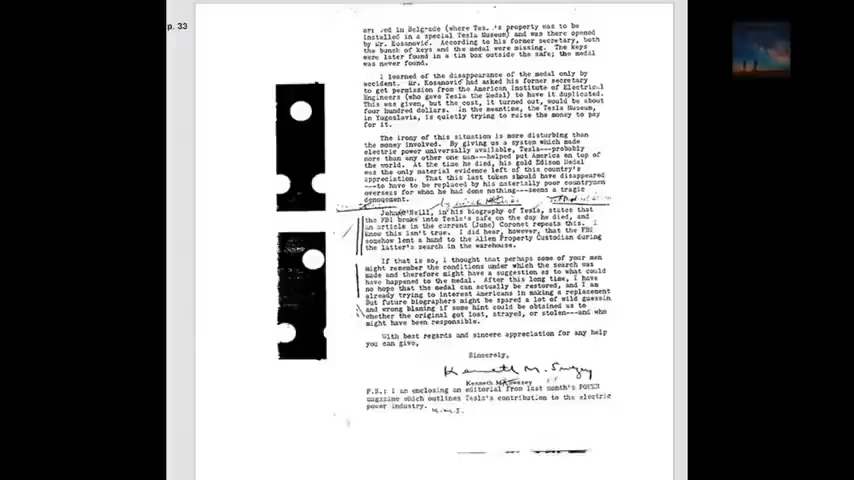 p. 33
in Belgrade (where Tes. 's property was to be
installed in a special Tesla Museum) and was there opened
by Mr. Kosanović. According to his former secretary, both
the bunch of keys and the medal were missing. The keys
were later found in a tin box outside the safe; the medal
was never found.
I learned of the disappearance of the medal only by
accident. Mr. Kosanović had asked his former secretary
to get permission from the American Institute of Electrical
Engineers (who gave Tesla the Medal) to have it duplicated.
This was given, but the cost, it turned out, would be about
four hundred dollars. In the meantime, the Tesla Museum,
in Yugoslavia, is quietly trying to raise the money to pay
for it.
The irony of this situation is more disturbing than
the money involved. By giving us a system which made
electric power universally available, Tesla---probably
more than any other one man---helped put America on top of
the world. At the time he died, his gold Edison Medal
was the only material evidence left of this country's
appreciation. That this last token should have disappeared
---to have to be replaced by his materially poor countrymen
overseas for whom he had done nothing---seems a tragic
denouement.
John O'Neill, in his biography of Tesla, states that
the FBI broke into Tesla's safe on the day he died, and
an article in the current (June) Coronet repeats this. I
know this isn't true. I did hear, however, that the FBI
somehow lent a hand to the Alien Property Custodian during
the latter's search in the warehouse.
If that is so, I thought that perhaps some of your men
might remember the conditions under which the search was
made and therefore might have a suggestion as to what could
have happened to the medal. After this long time, I have
no hope that the medal can actually be restored, and I am
already trying to interest Americans in making a replacement
But future biographers might be spared a lot of wild guessin
and wrong blaming if some hint could be obtained as to
whether the original got lost, strayed, or stolen---and who
might have been responsible.
With best regards and sincere appreciation for any help
you can give,
Sincerely,
Kenneth M. Swezey
Kenneth M. Swezey
P.S.: I am enclosing an editorial from last month's POWER
magazine which outlines Tesla's contribution to the electric
power industry. K.M.S.